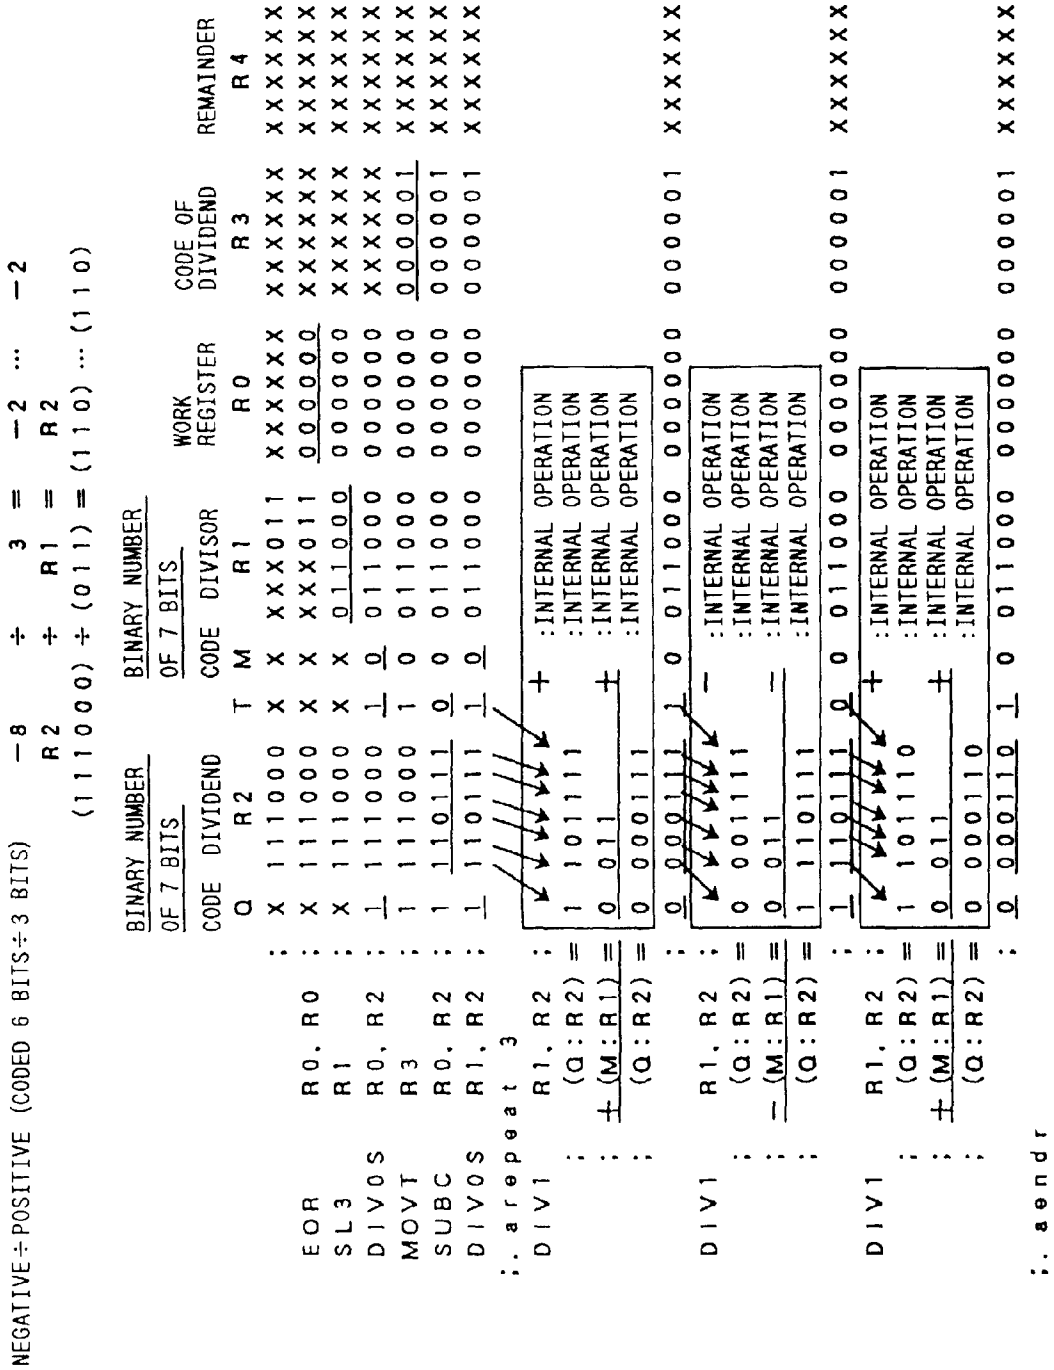 NEGATIVE÷POSITIVE (CODED 6 BITS÷3 BITS) −8 ÷ 3 = −2 … −2
R2 ÷ R1 = R2
(111000) ÷ (011) = (110) … (110)
BINARY NUMBER BINARY NUMBER
OF 7 BITS OF 7 BITS WORK CODE OF
CODE DIVIDEND CODE DIVISOR REGISTER DIVIDEND REMAINDER
Q R2 T M R1 R0 R3 R4
; X 111000 X X XXX011 XXXXXX XXXXXX XXXXXX
EOR R0, R0 ; X 111000 X X XXX011 000000 XXXXXX XXXXXX
SL3 R1 ; X 111000 X X 011000 000000 XXXXXX XXXXXX
DIV0S R0, R2 ; 1 111000 1 0 011000 000000 XXXXXX XXXXXX
MOVT R3 ; 1 111000 1 0 011000 000000 000001 XXXXXX
SUBC R0, R2 ; 1 110111 0 0 011000 000000 000001 XXXXXX
DIV0S R1, R2 ; 1 110111 1 0 011000 000000 000001 XXXXXX
;. arepeat 3
DIV1 R1, R2 ; + :INTERNAL OPERATION
; (Q:R2) = 1 101111 :INTERNAL OPERATION
; + (M:R1) = 0 011 + :INTERNAL OPERATION
; (Q:R2) = 0 000111 :INTERNAL OPERATION
; 0 000111 1 0 011000 000000 000001 XXXXXX
DIV1 R1, R2 ; − :INTERNAL OPERATION
; (Q:R2) = 0 001111 :INTERNAL OPERATION
; − (M:R1) = 0 011 − :INTERNAL OPERATION
; (Q:R2) = 1 110111 :INTERNAL OPERATION
; 1 110111 0 0 011000 000000 000001 XXXXXX
DIV1 R1, R2 ; + :INTERNAL OPERATION
; (Q:R2) = 1 101110 :INTERNAL OPERATION
; + (M:R1) = 0 011 + :INTERNAL OPERATION
; (Q:R2) = 0 000110 :INTERNAL OPERATION
; 0 000110 1 0 011000 000000 000001 XXXXXX
;. aendr